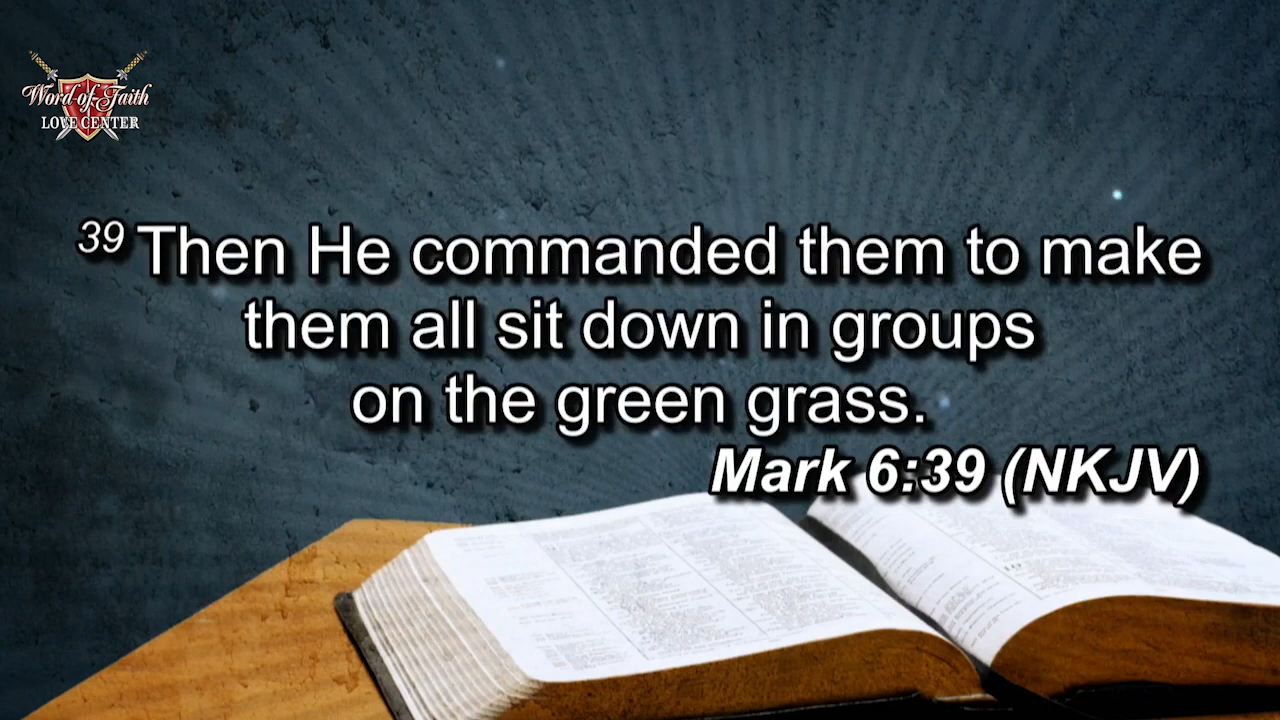 Word of Faith
LOVE CENTER
39 Then He commanded them to make
them all sit down in groups
on the green grass.
Mark 6:39 (NKJV)